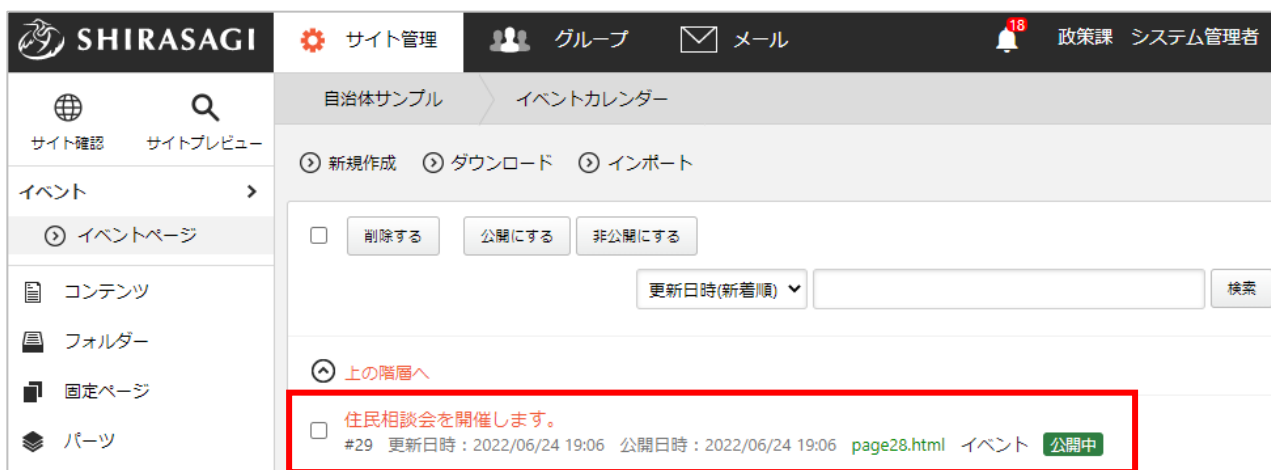 SHIRASAGI サイト管理 グループ メール 18 政策課 システム管理者
サイト確認 サイトプレビュー
自治体サンプル イベントカレンダー
イベント
イベントページ
コンテンツ
フォルダー
固定ページ
パーツ
新規作成 ダウンロード インポート
削除する 公開にする 非公開にする
更新日時(新着順) 検索
上の階層へ
住民相談会を開催します。
#29 更新日時：2022/06/24 19:06 公開日時：2022/06/24 19:06 page28.html イベント 公開中